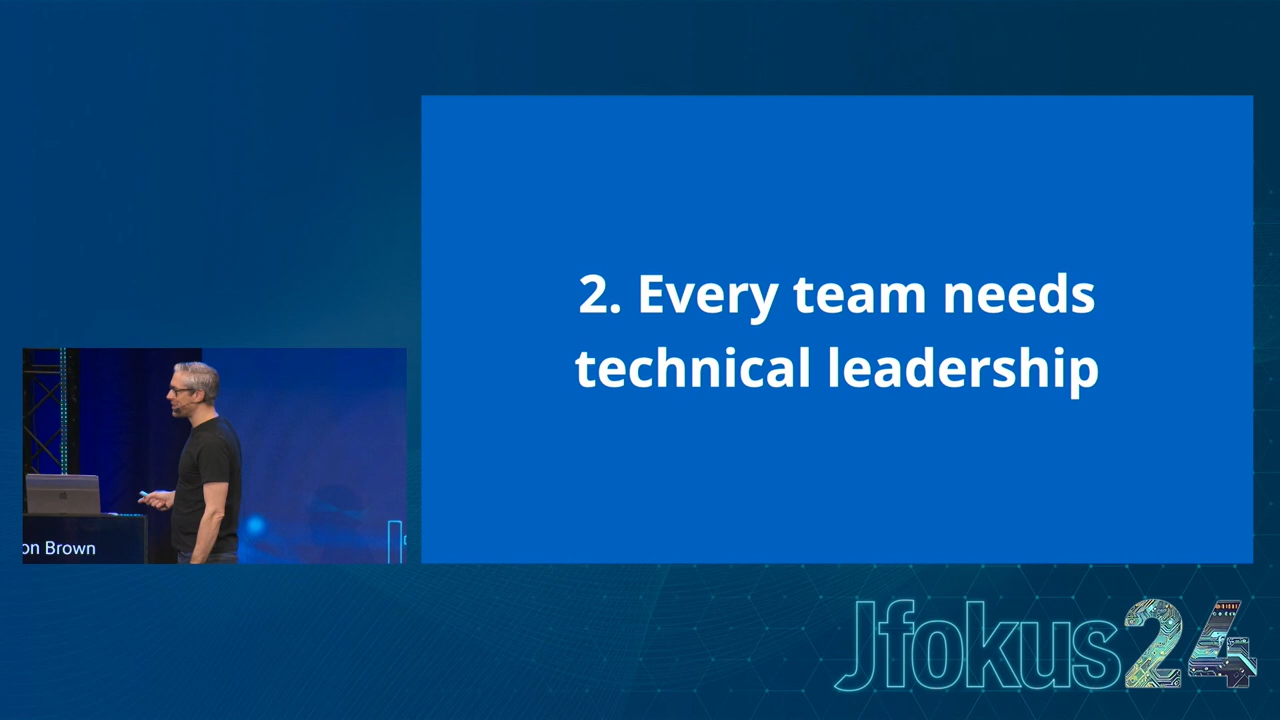 2. Every team needs
technical leadership
on Brown
Jfokus24